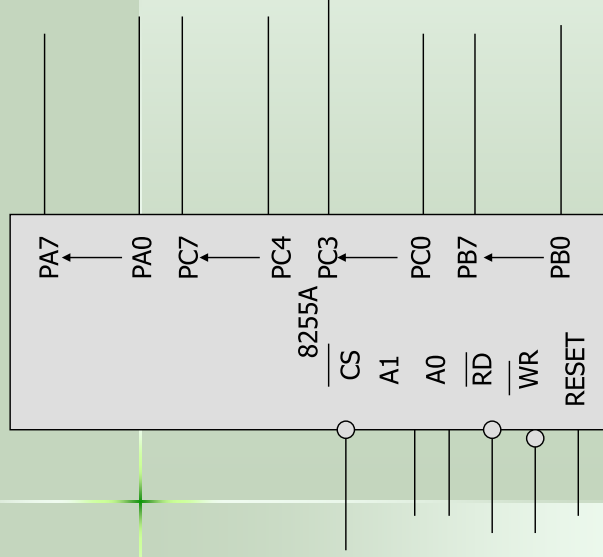 PA7
PA0
PC7
PC4
PC3
PC0
PB7
PB0
8255A
CS
A1
A0
RD
WR
RESET